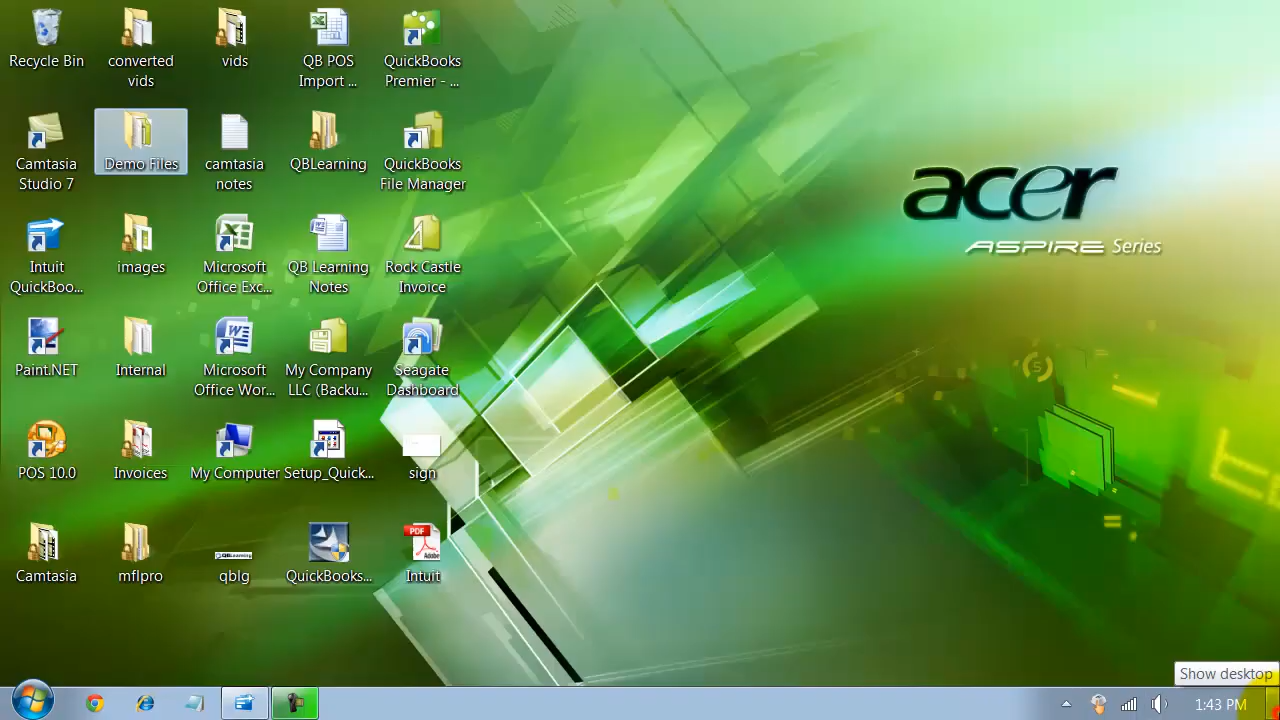 Recycle Bin
converted
vids
vids
QB POS
Import ...
QuickBooks
Premier - ...
Camtasia
Studio 7
Demo Files
camtasia
notes
QBLearning
QuickBooks
File Manager
Intuit
QuickBoo...
images
Microsoft
Office Exc...
QB Learning
Notes
Rock Castle
Invoice
Paint.NET
Internal
Microsoft
Office Wor...
My Company
LLC (Backu...
Seagate
Dashboard
POS 10.0
Invoices
My Computer
Setup_Quick...
sign
Camtasia
mflpro
QBLearning
qblg
QuickBooks...
PDF
Adobe
Intuit
acer
ASPIRE Series
Show desktop
1:43 PM